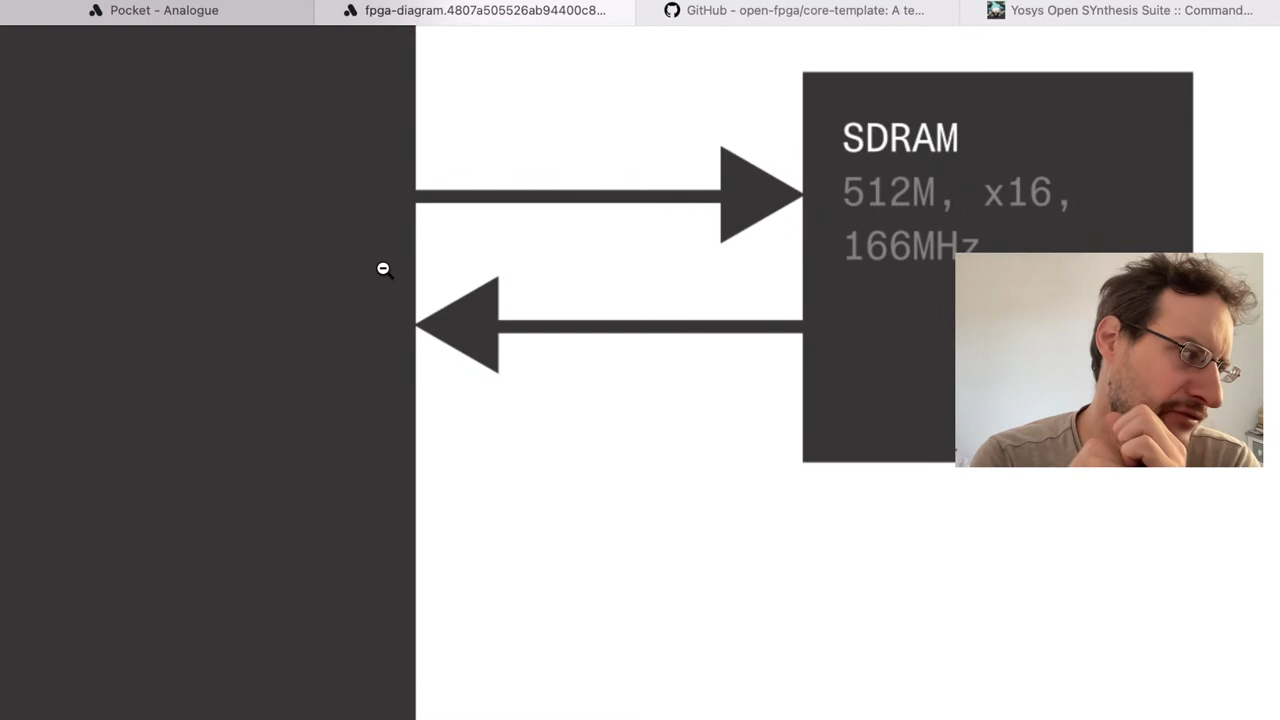 Pocket - Analogue
fpga-diagram.4807a505526ab94400c8...
GitHub - open-fpga/core-template: A te...
Yosys Open SYnthesis Suite :: Command...
SDRAM
512M, x16,
166MHz